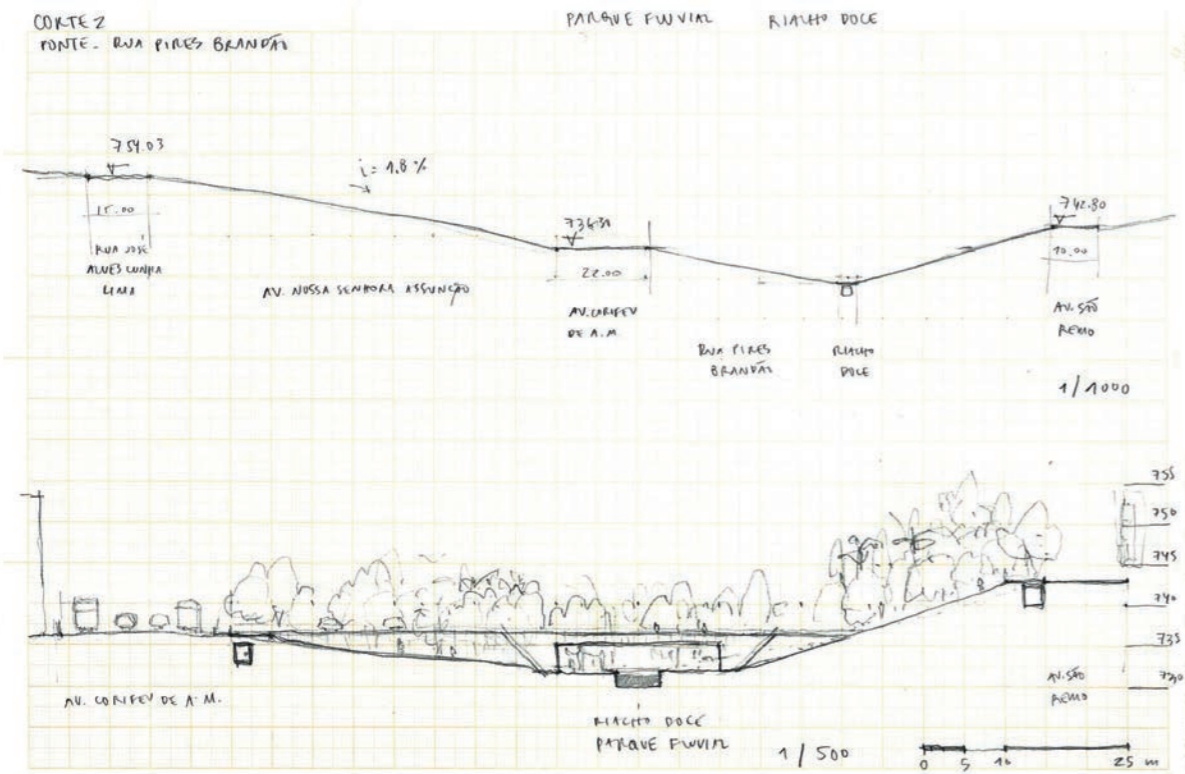 CORTE 2
PONTE - RUA PIRES BRANDÃO
PARQUE FLUVIAL RIACHO DOCE
754.03
i = 1.8 %
15.00
RUA JOSÉ
ALVES CUNHA
LIMA
AV. NOSSA SENHORA ASSUNÇÃO
22.00
AV. CORIFEU
DE A.M.
RUA PIRES
BRANDÃO
RIACHO
DOCE
742.80
10.00
AV. SÃO
REMO
1/1000
755
750
745
740
735
730
AV. CORIFEU DE A.M.
RIACHO DOCE
PARQUE FLUVIAL
AV. SÃO
REMO
1/500
0 5 10 25 m